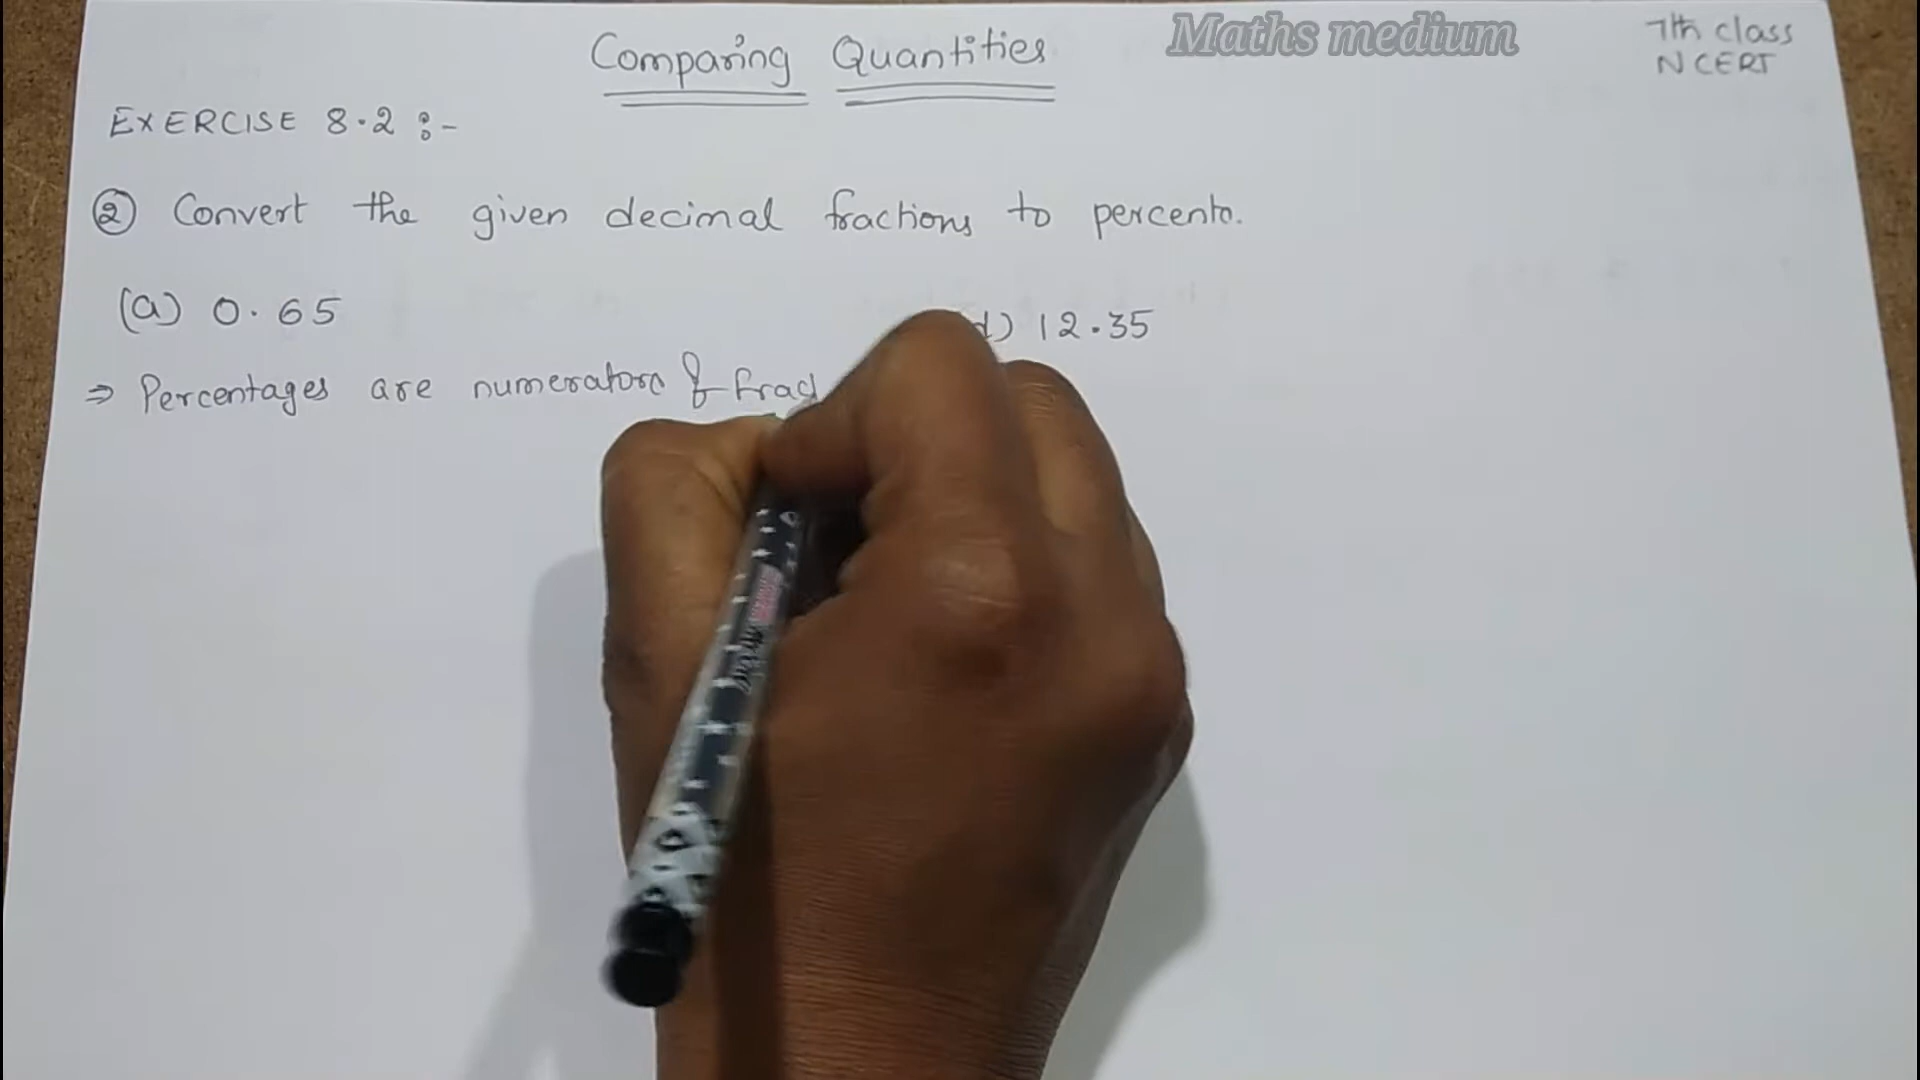 Comparing Quantities
Maths medium
7th class
NCERT
EXERCISE 8.2 :-
② Convert the given decimal fractions to percents.
(a) 0.65
d) 12.35
⇒ Percentages are numerators of frac